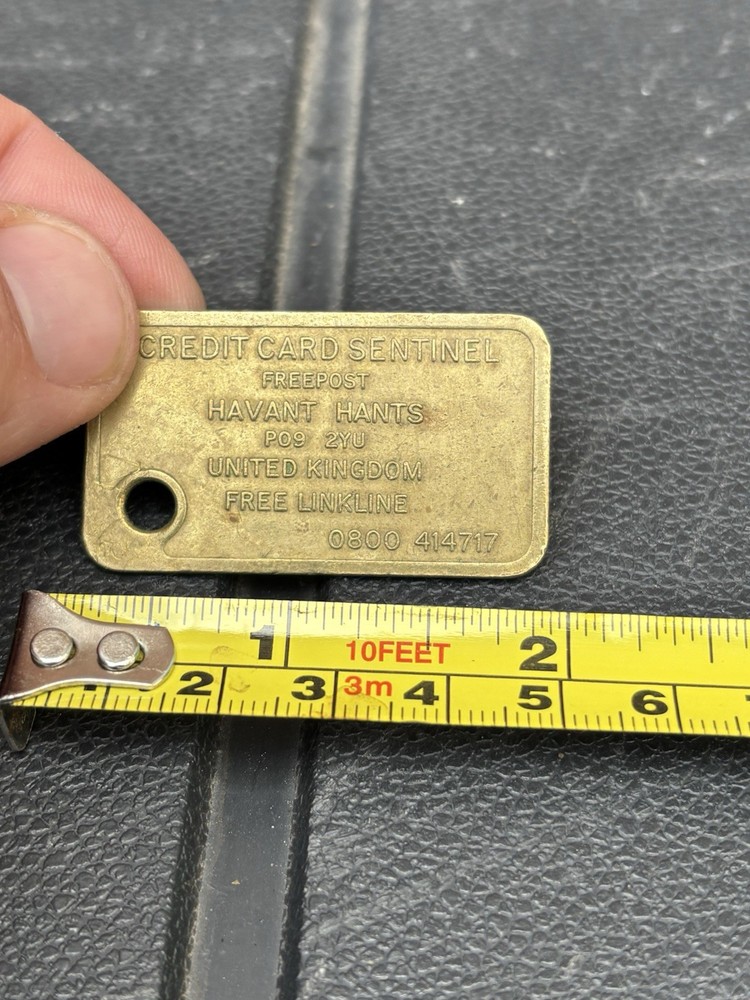 CREDIT CARD SENTINEL
FREEPOST
HAVANT HANTS
PO9 2YU
UNITED KINGDOM
FREE LINKLINE
0800 414717
1 10FEET 2
1 2 3 3m 4 5 6